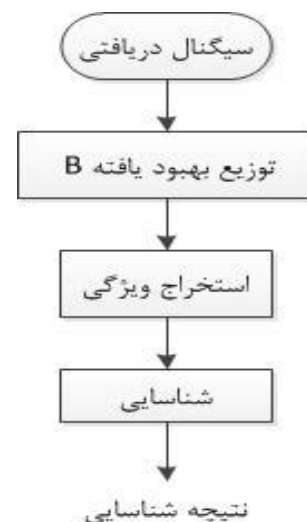 سیگنال دریافتی
توزیع بهبود یافته B
استخراج ویژگی
شناسایی
نتیجه شناسایی